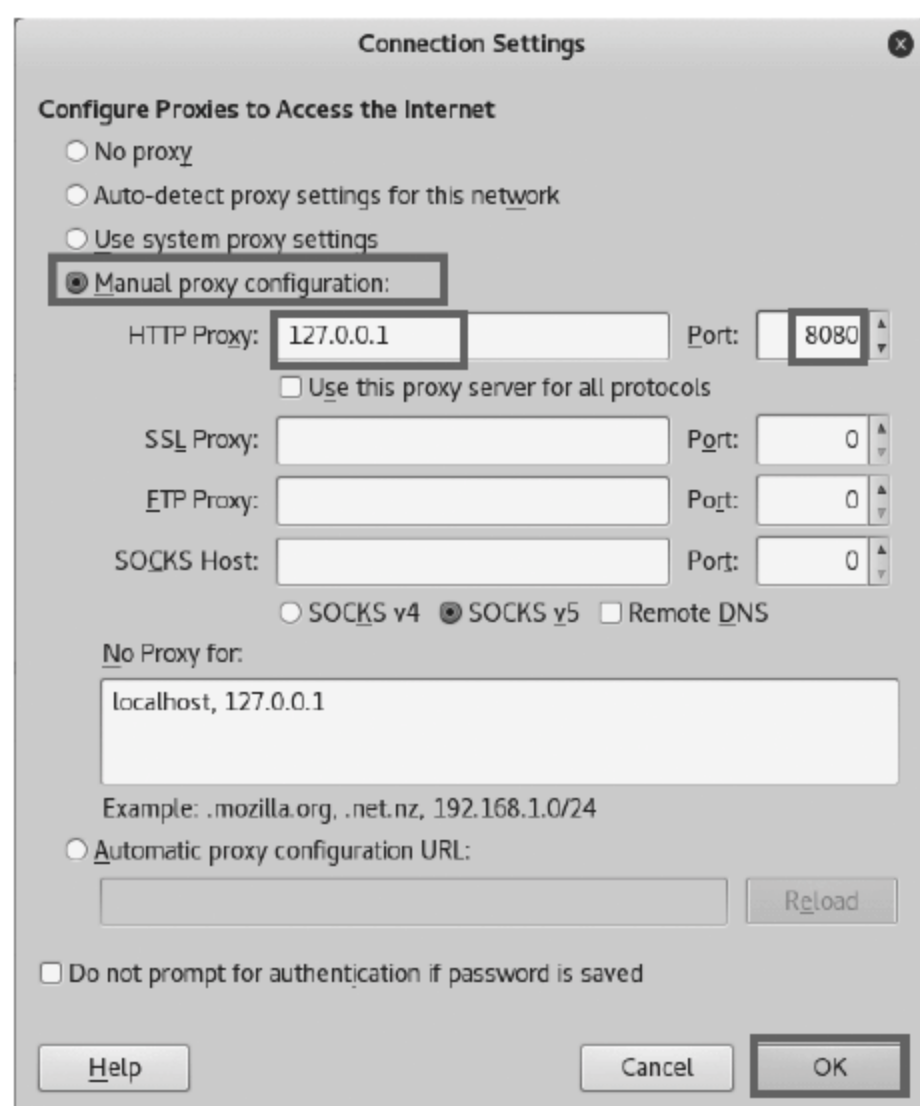 Connection Settings
Configure Proxies to Access the Internet
No proxy
Auto-detect proxy settings for this network
Use system proxy settings
Manual proxy configuration:
HTTP Proxy: 127.0.0.1 Port: 8080
Use this proxy server for all protocols
SSL Proxy: Port: 0
FTP Proxy: Port: 0
SOCKS Host: Port: 0
SOCKS v4 SOCKS v5 Remote DNS
No Proxy for:
localhost, 127.0.0.1
Example: .mozilla.org, .net.nz, 192.168.1.0/24
Automatic proxy configuration URL:
Reload
Do not prompt for authentication if password is saved
Help Cancel OK